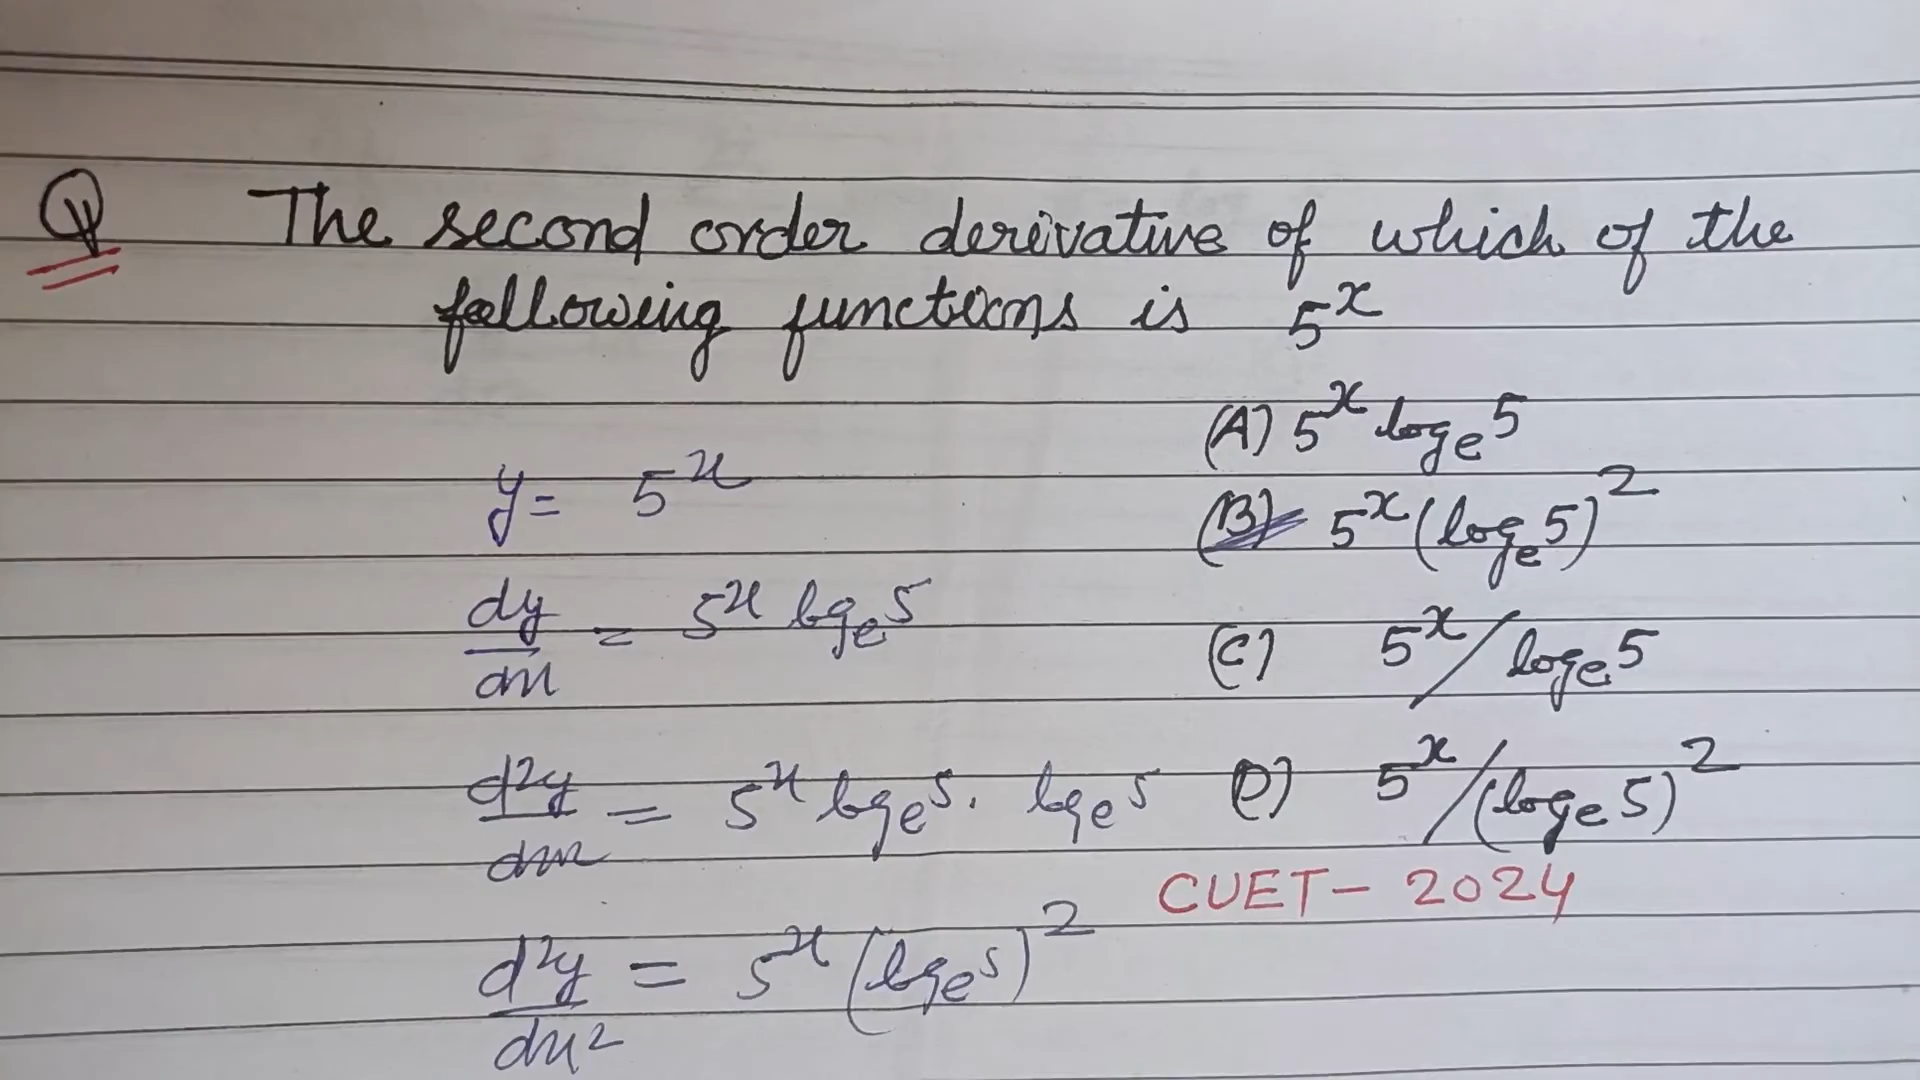 Q The second order derivative of which of the
following functions is 5^x
(A) 5^x log_e 5
y = 5^x
(B) 5^x (log_e 5)^2
dy/dx = 5^x log_e 5
(C) 5^x / log_e 5
d²y/dx = 5^x log_e 5 . log_e 5
(D) 5^x / (log_e 5)^2
CUET - 2024
d²y/dx² = 5^x (log_e 5)^2